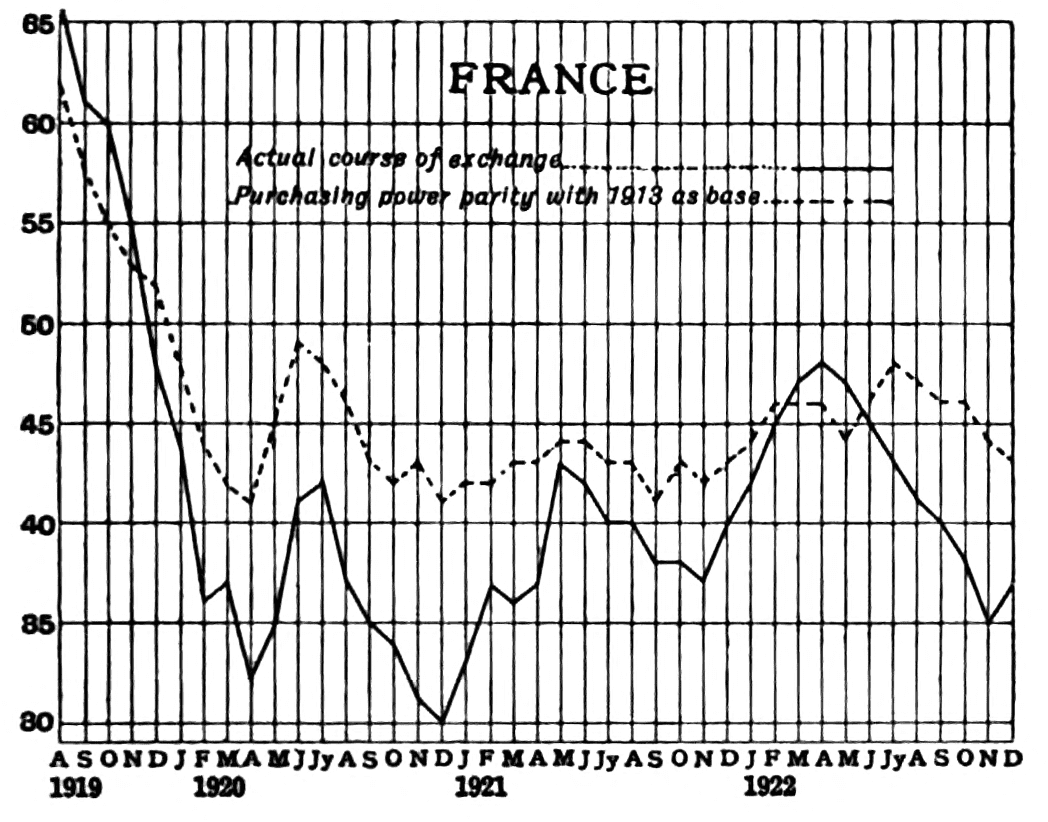 FRANCE
Actual course of exchange
Purchasing power parity with 1913 as base
65
60
55
50
45
40
35
30
A S O N D J F M A M J Jy A S O N D J F M A M J Jy A S O N D J F M A M J Jy A S O N D
1919 1920 1921 1922